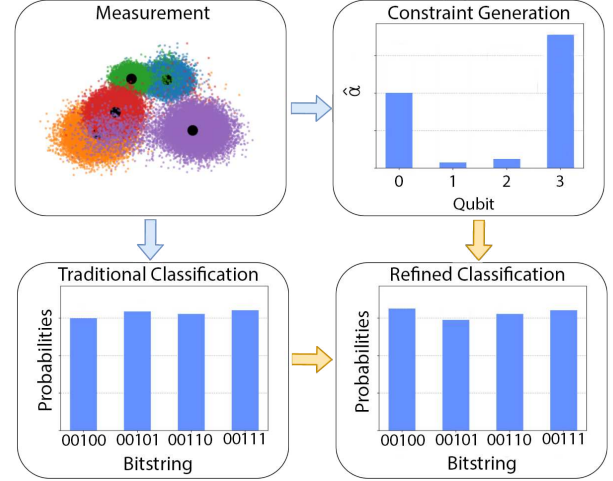 Measurement
Constraint Generation
α̂
0 1 2 3
Qubit
Traditional Classification
Probabilities
00100 00101 00110 00111
Bitstring
Refined Classification
Probabilities
00100 00101 00110 00111
Bitstring